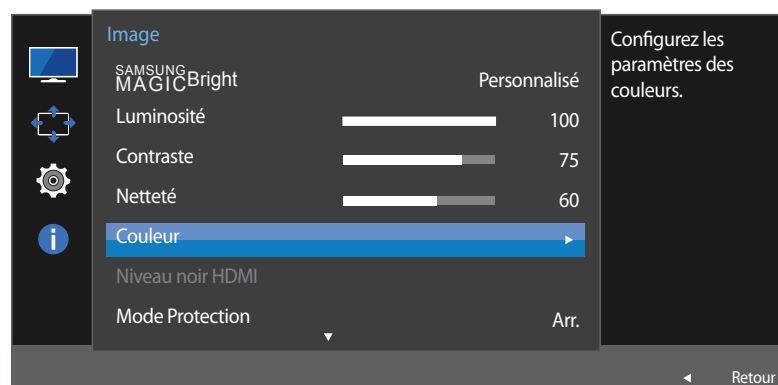 Image
SAMSUNG
MAGICBright Personnalisé
Luminosité 100
Contraste 75
Netteté 60
Couleur
Niveau noir HDMI
Mode Protection Arr.
Configurez les
paramètres des
couleurs.
Retour